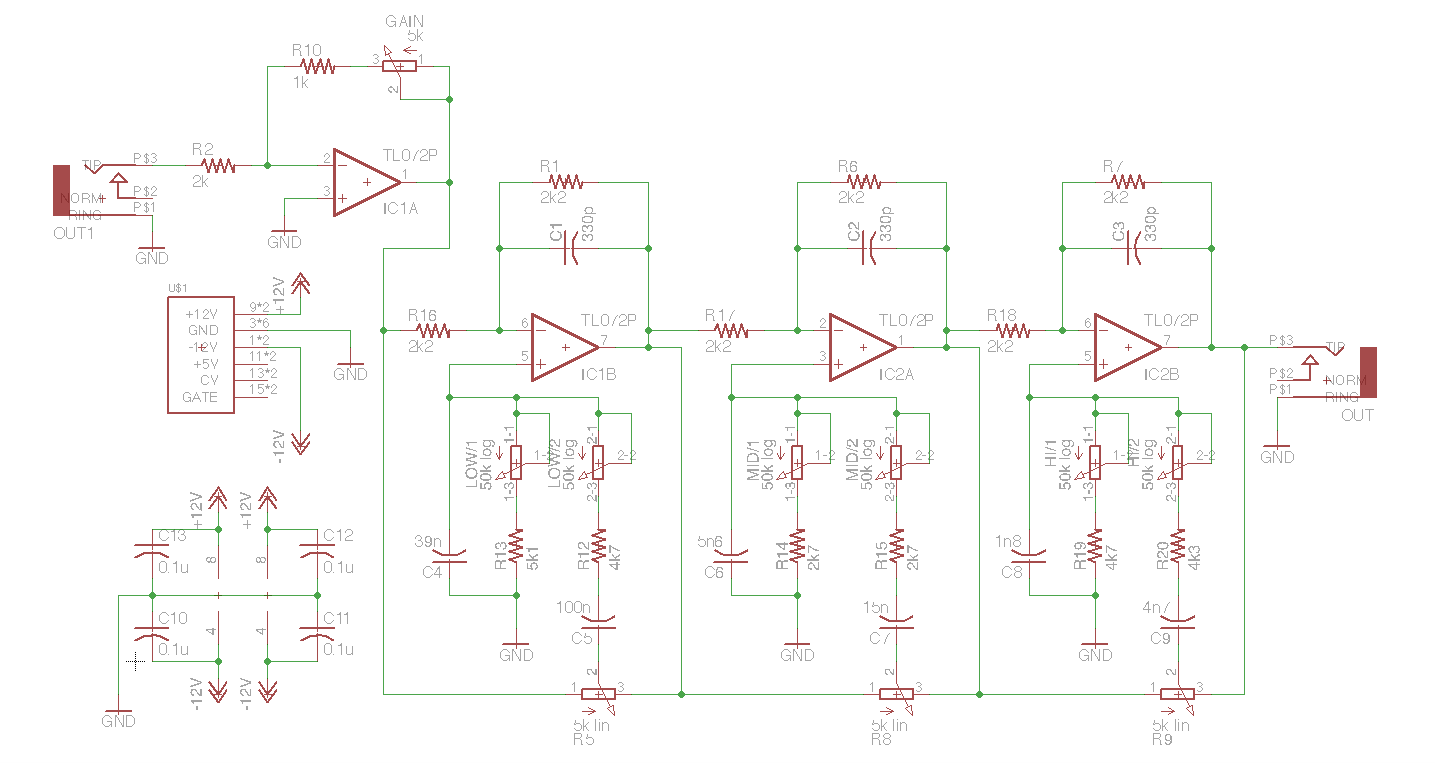 GAIN
5k
R10
3
1
1k
2
R2
2k
TIP
P$3
NORM
P$2
RING
P$1
OUT1
GND
2
3
1
TL0/2P
IC1A
GND
R1
2k2
C1
330p
R16
2k2
6
5
7
TL0/2P
IC1B
R6
2k2
C2
330p
R1/
2k2
2
3
1
TL0/2P
IC2A
R/
2k2
C3
330p
R18
2k2
6
5
7
TL0/2P
IC2B
P$3
TIP
P$2
NORM
P$1
RING
OUT
GND
U$1
+12V
+12V
9*2
GND
3*6
-12V
1*2
+5V
11*2
CV
13*2
GATE
15*2
GND
-12V
LOW/1
50k log
1-1
1-2
1-3
LOW/2
50k log
2-1
2-2
2-3
MID/1
50k log
1-1
1-2
1-3
MID/2
50k log
2-1
2-2
2-3
HI/1
50k log
1-1
1-2
1-3
HI/2
50k log
2-1
2-2
2-3
39n
C4
R13
5k1
R12
4k7
5n6
C6
R14
2k7
R15
2k7
1n8
C8
R19
4k7
R20
4k3
100n
C5
15n
C7
4n/
C9
GND
GND
GND
1
2
3
5k lin
R5
1
2
3
5k lin
R8
1
2
3
5k lin
R9
+12V
+12V
C13
0.1u
8
8
C12
0.1u
C10
0.1u
4
4
C11
0.1u
-12V
-12V
GND